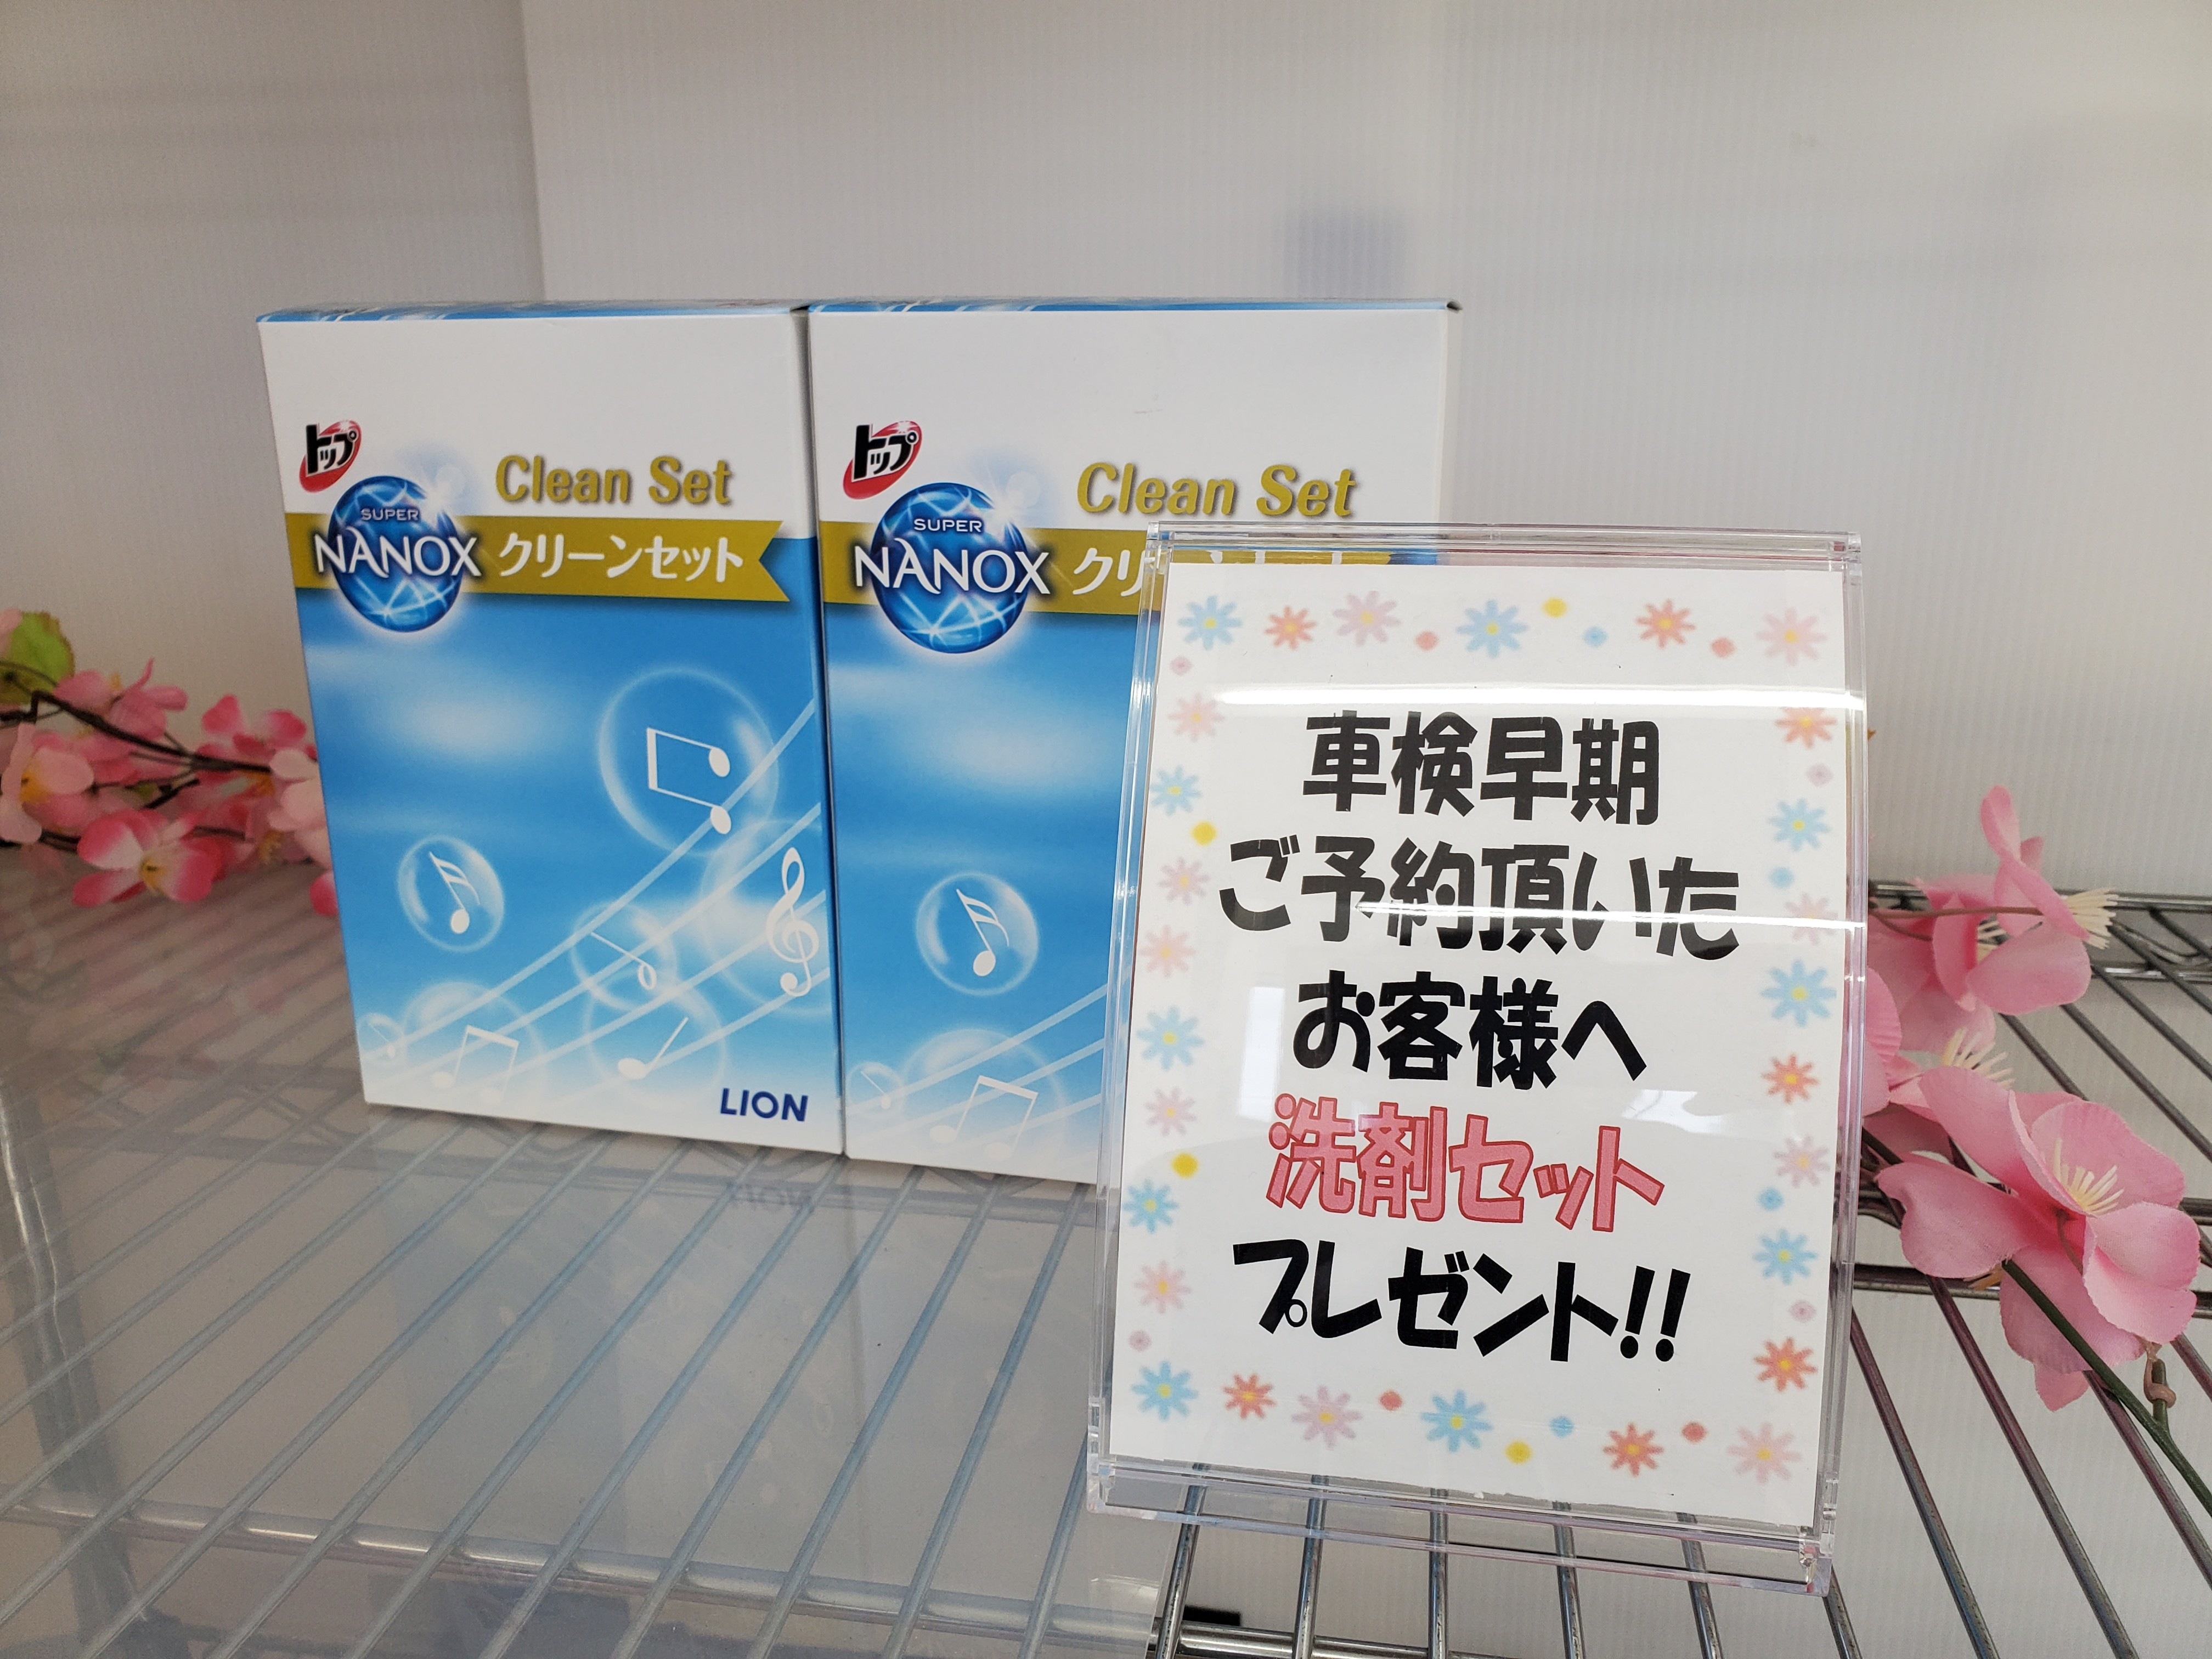 トップ
SUPER
NANOX
Clean Set
クリーンセット
LION
トップ
SUPER
NANOX
Clean Set
クリ
車検早期
ご予約頂いた
お客様へ
洗剤セット
プレゼント!!